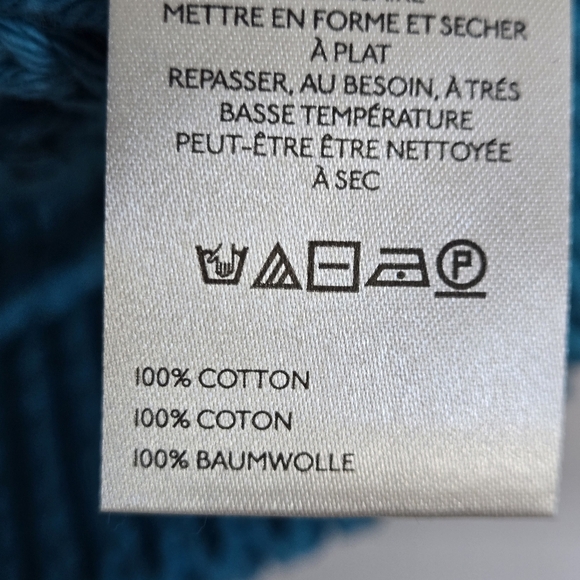 METTRE EN FORME ET SECHER
À PLAT
REPASSER, AU BESOIN, À TRÉS
BASSE TEMPÉRATURE
PEUT-ÊTRE ÊTRE NETTOYÉE
À SEC
P
100% COTTON
100% COTON
100% BAUMWOLLE